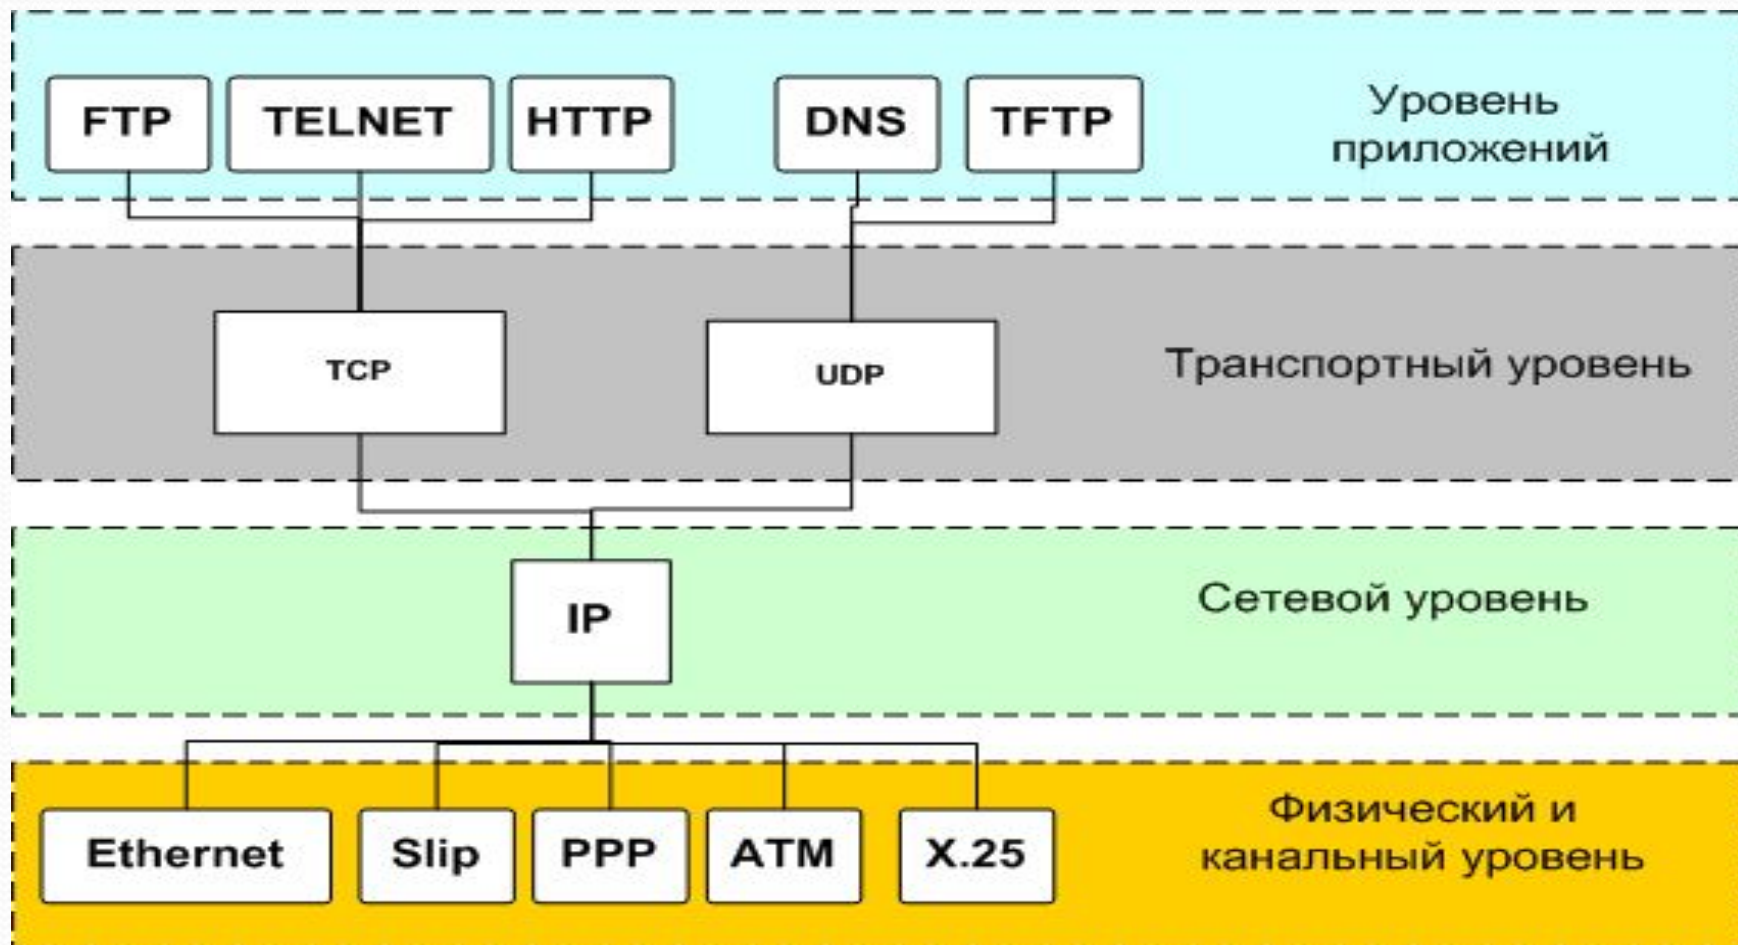 FTP TELNET HTTP DNS TFTP
Уровень
приложений
TCP UDP Транспортный уровень
IP
Сетевой уровень
Физический и
канальный уровень
Ethernet Slip PPP ATM X.25